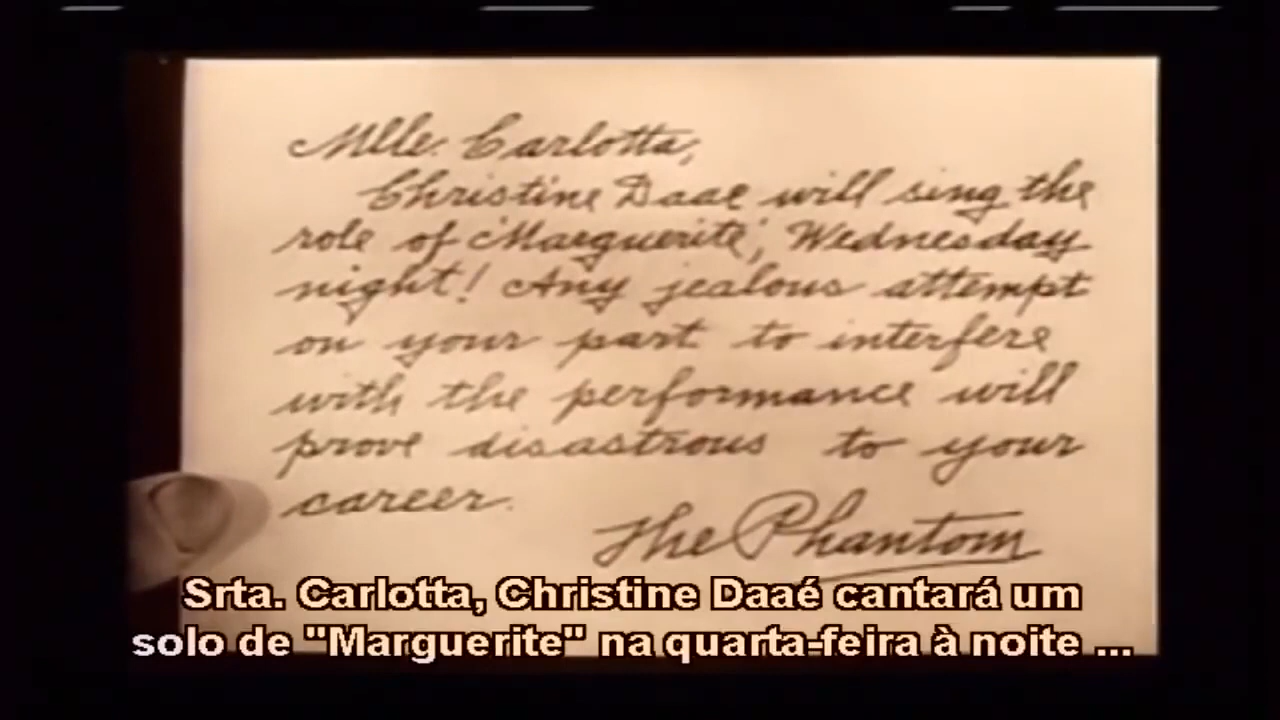 Mlle. Carlotta,
Christine Daae will sing the
role of 'Marguerite', Wednesday
night! Any jealous attempt
on your part to interfere
with the performance will
prove disastrous to your
career.
The Phantom
Srta. Carlotta, Christine Daaé cantará um
solo de "Marguerite" na quarta-feira à noite ...